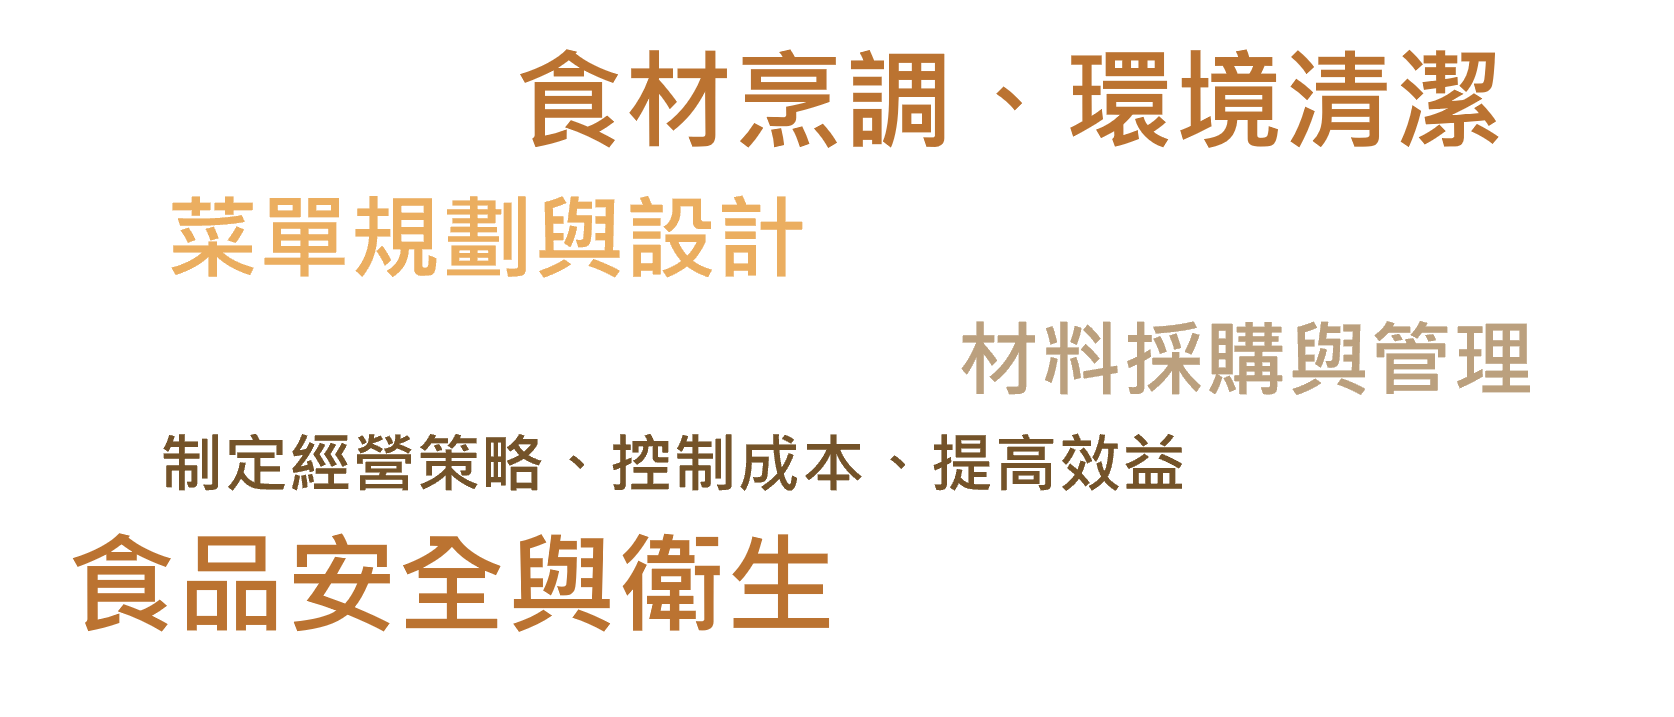 食材烹調、環境清潔
菜單規劃與設計
材料採購與管理
制定經營策略、控制成本、提高效益
食品安全與衛生